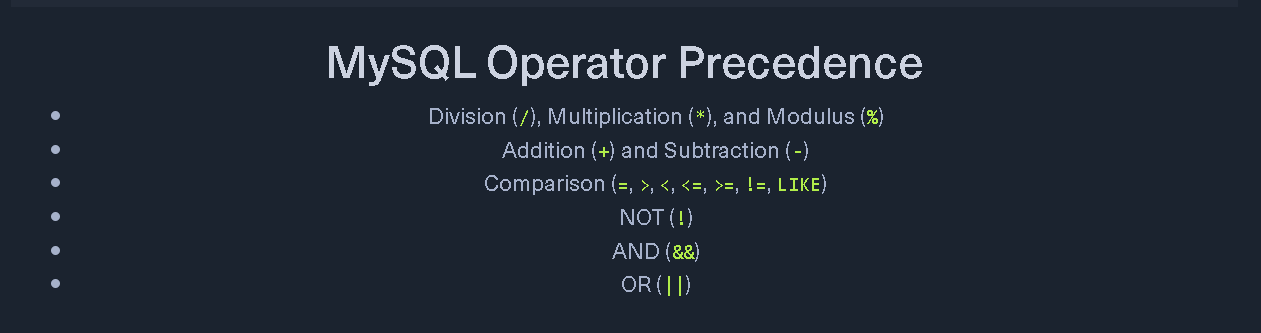 MySQL Operator Precedence
Division (/), Multiplication (*), and Modulus (%)
Addition (+) and Subtraction (-)
Comparison (=, >, <, <=, >=, !=, LIKE)
NOT (!)
AND (&&)
OR (||)